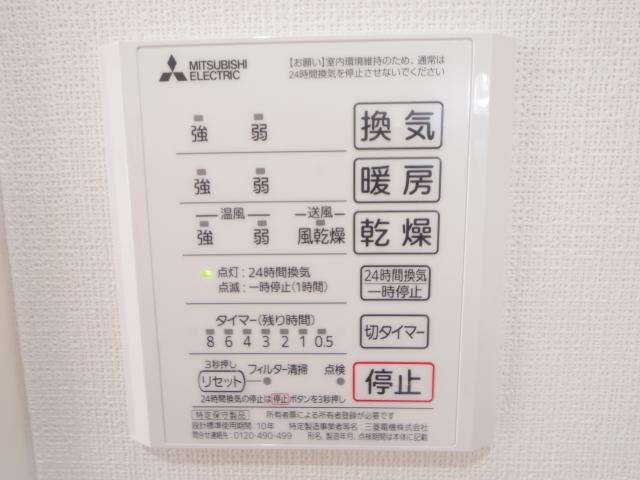 MITSUBISHI
ELECTRIC
【お願い】室内環境維持のため、通常は
24時間換気を停止させないでください
強 弱 換気
強 弱 暖房
温風 送風
強 弱 風乾燥 乾燥
点灯：24時間換気
点滅：一時停止(1時間)
24時間換気
一時停止
タイマー(残り時間)
8 6 4 3 2 1 0.5
切タイマー
3秒押し
リセット フィルター清掃 点検
停止
24時間換気の停止は停止ボタンを3秒押し
特定保守製品 所有者票による所有者登録が必要です
設計標準使用期間：10年 特定製造事業者等名：三菱電機株式会社
問合せ連絡先：0120-490-499 形名、製造年月、点検期間は本体に記載